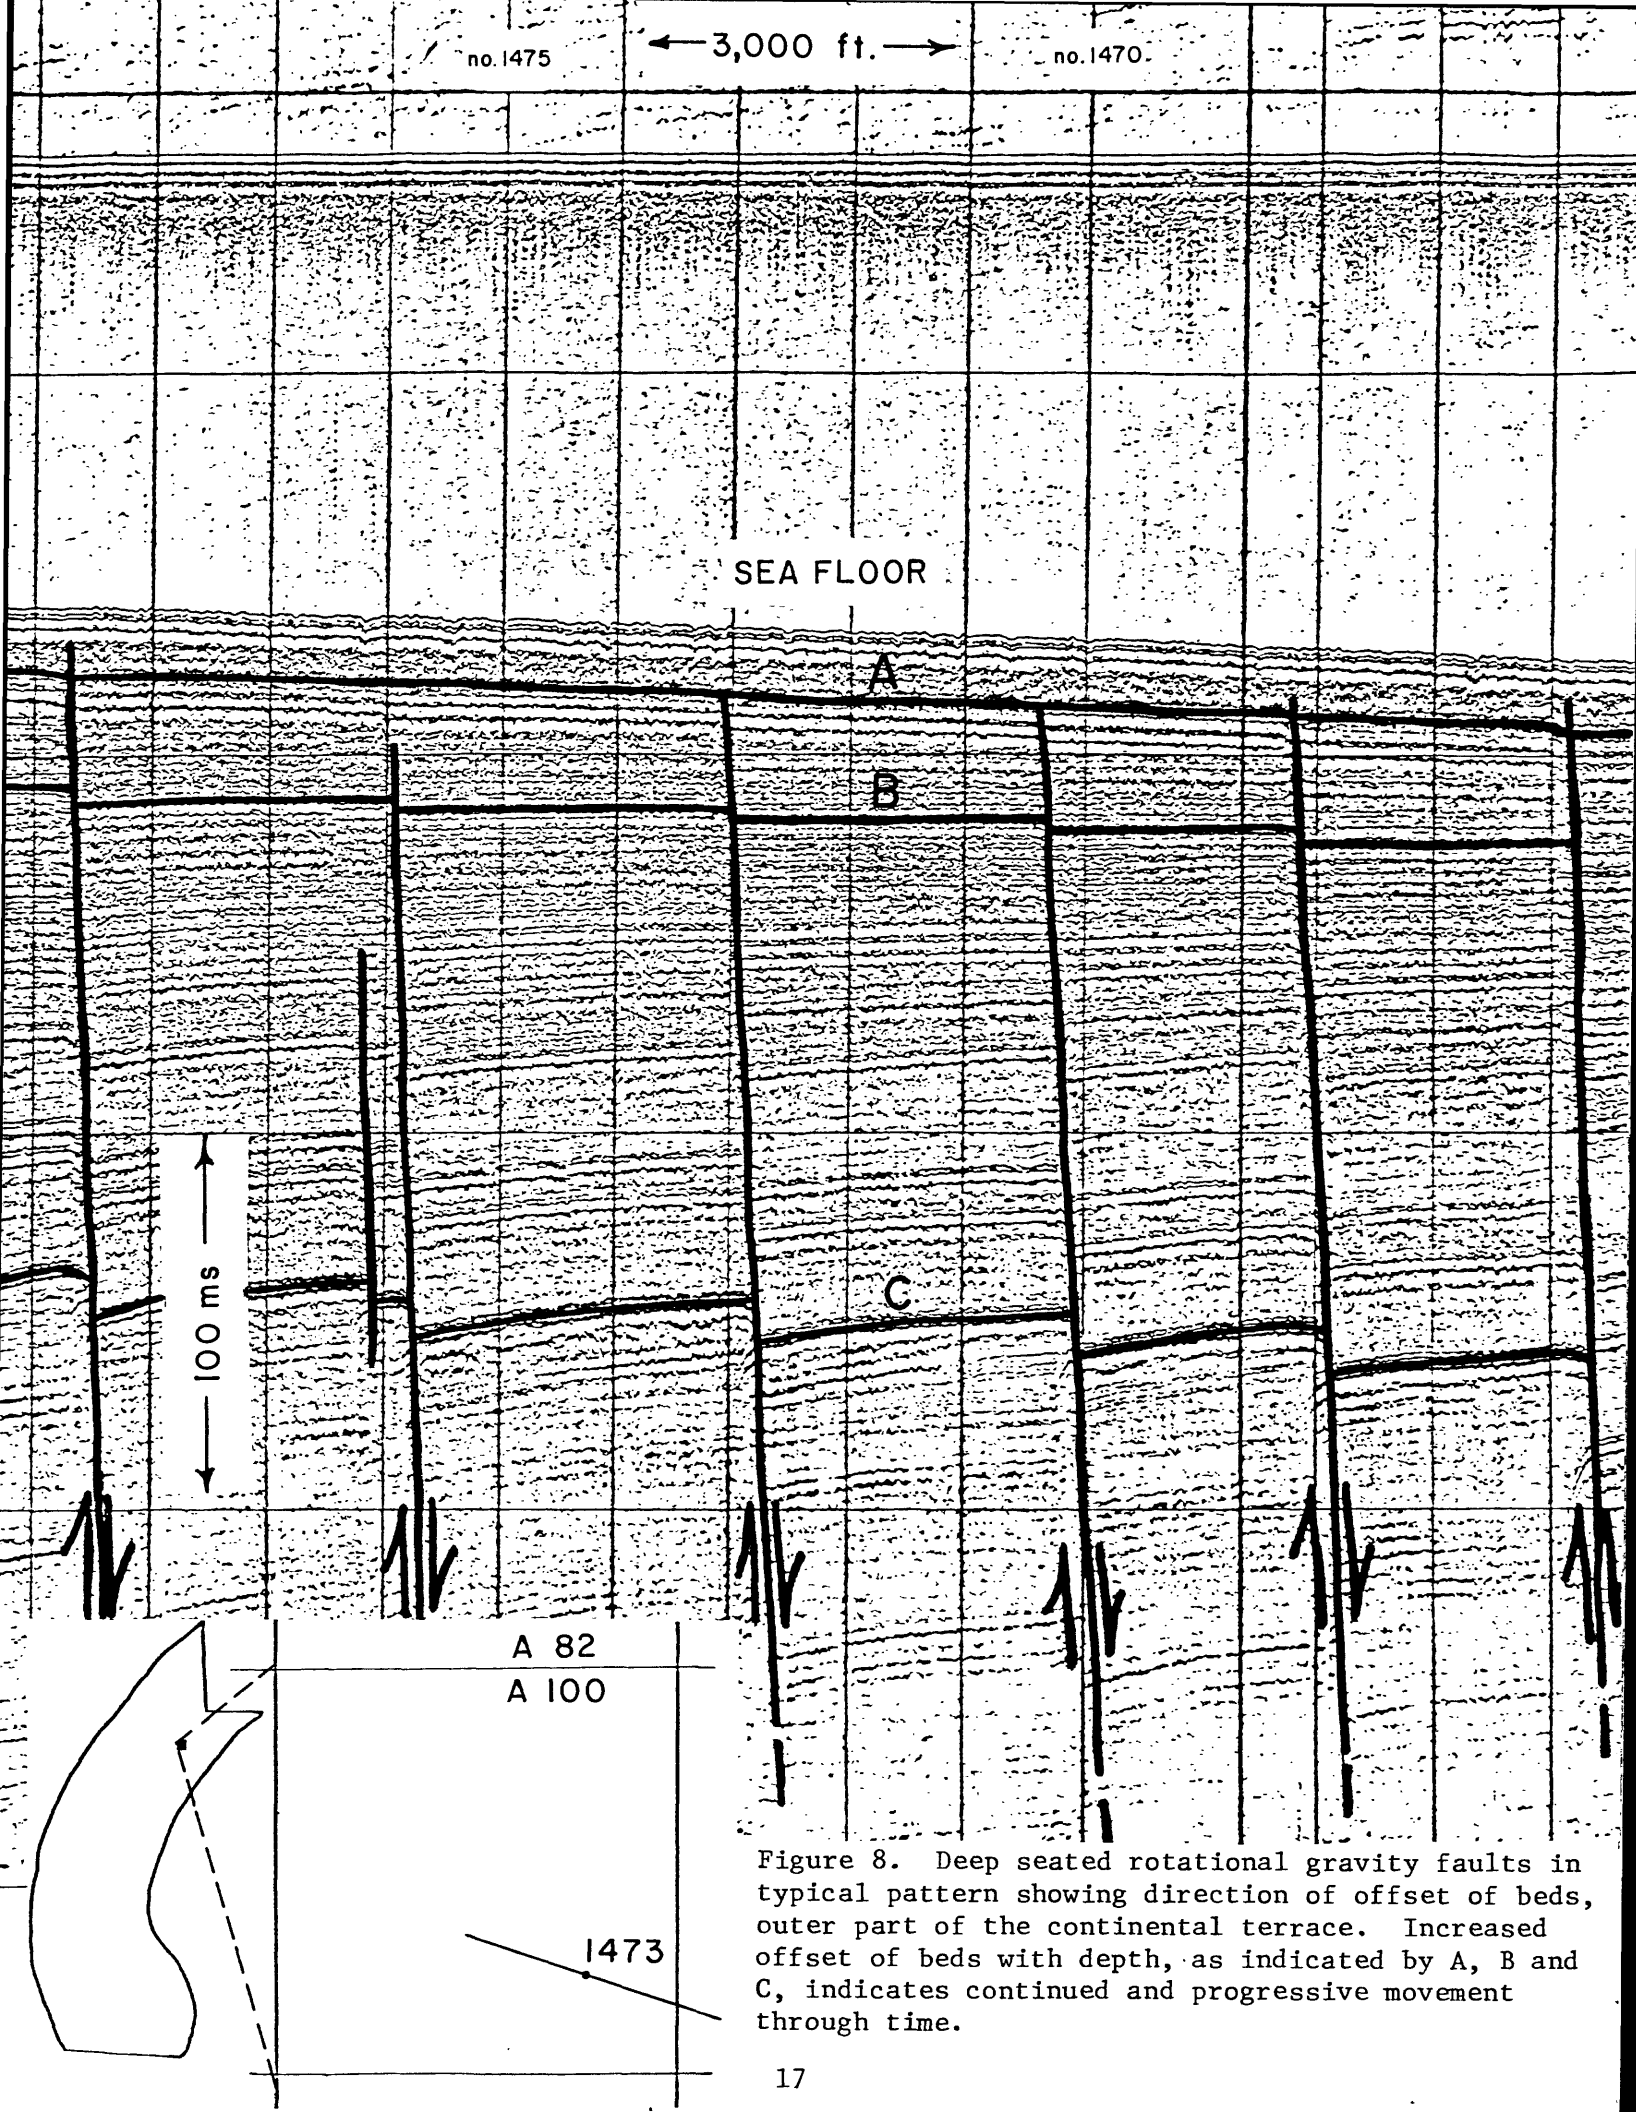 no.1475
3,000 ft.
no.1470
SEA FLOOR
A
B
C
100 ms
A 82
A 100
1473
Figure 8. Deep seated rotational gravity faults in
typical pattern showing direction of offset of beds,
outer part of the continental terrace. Increased
offset of beds with depth, as indicated by A, B and
C, indicates continued and progressive movement
through time.
17